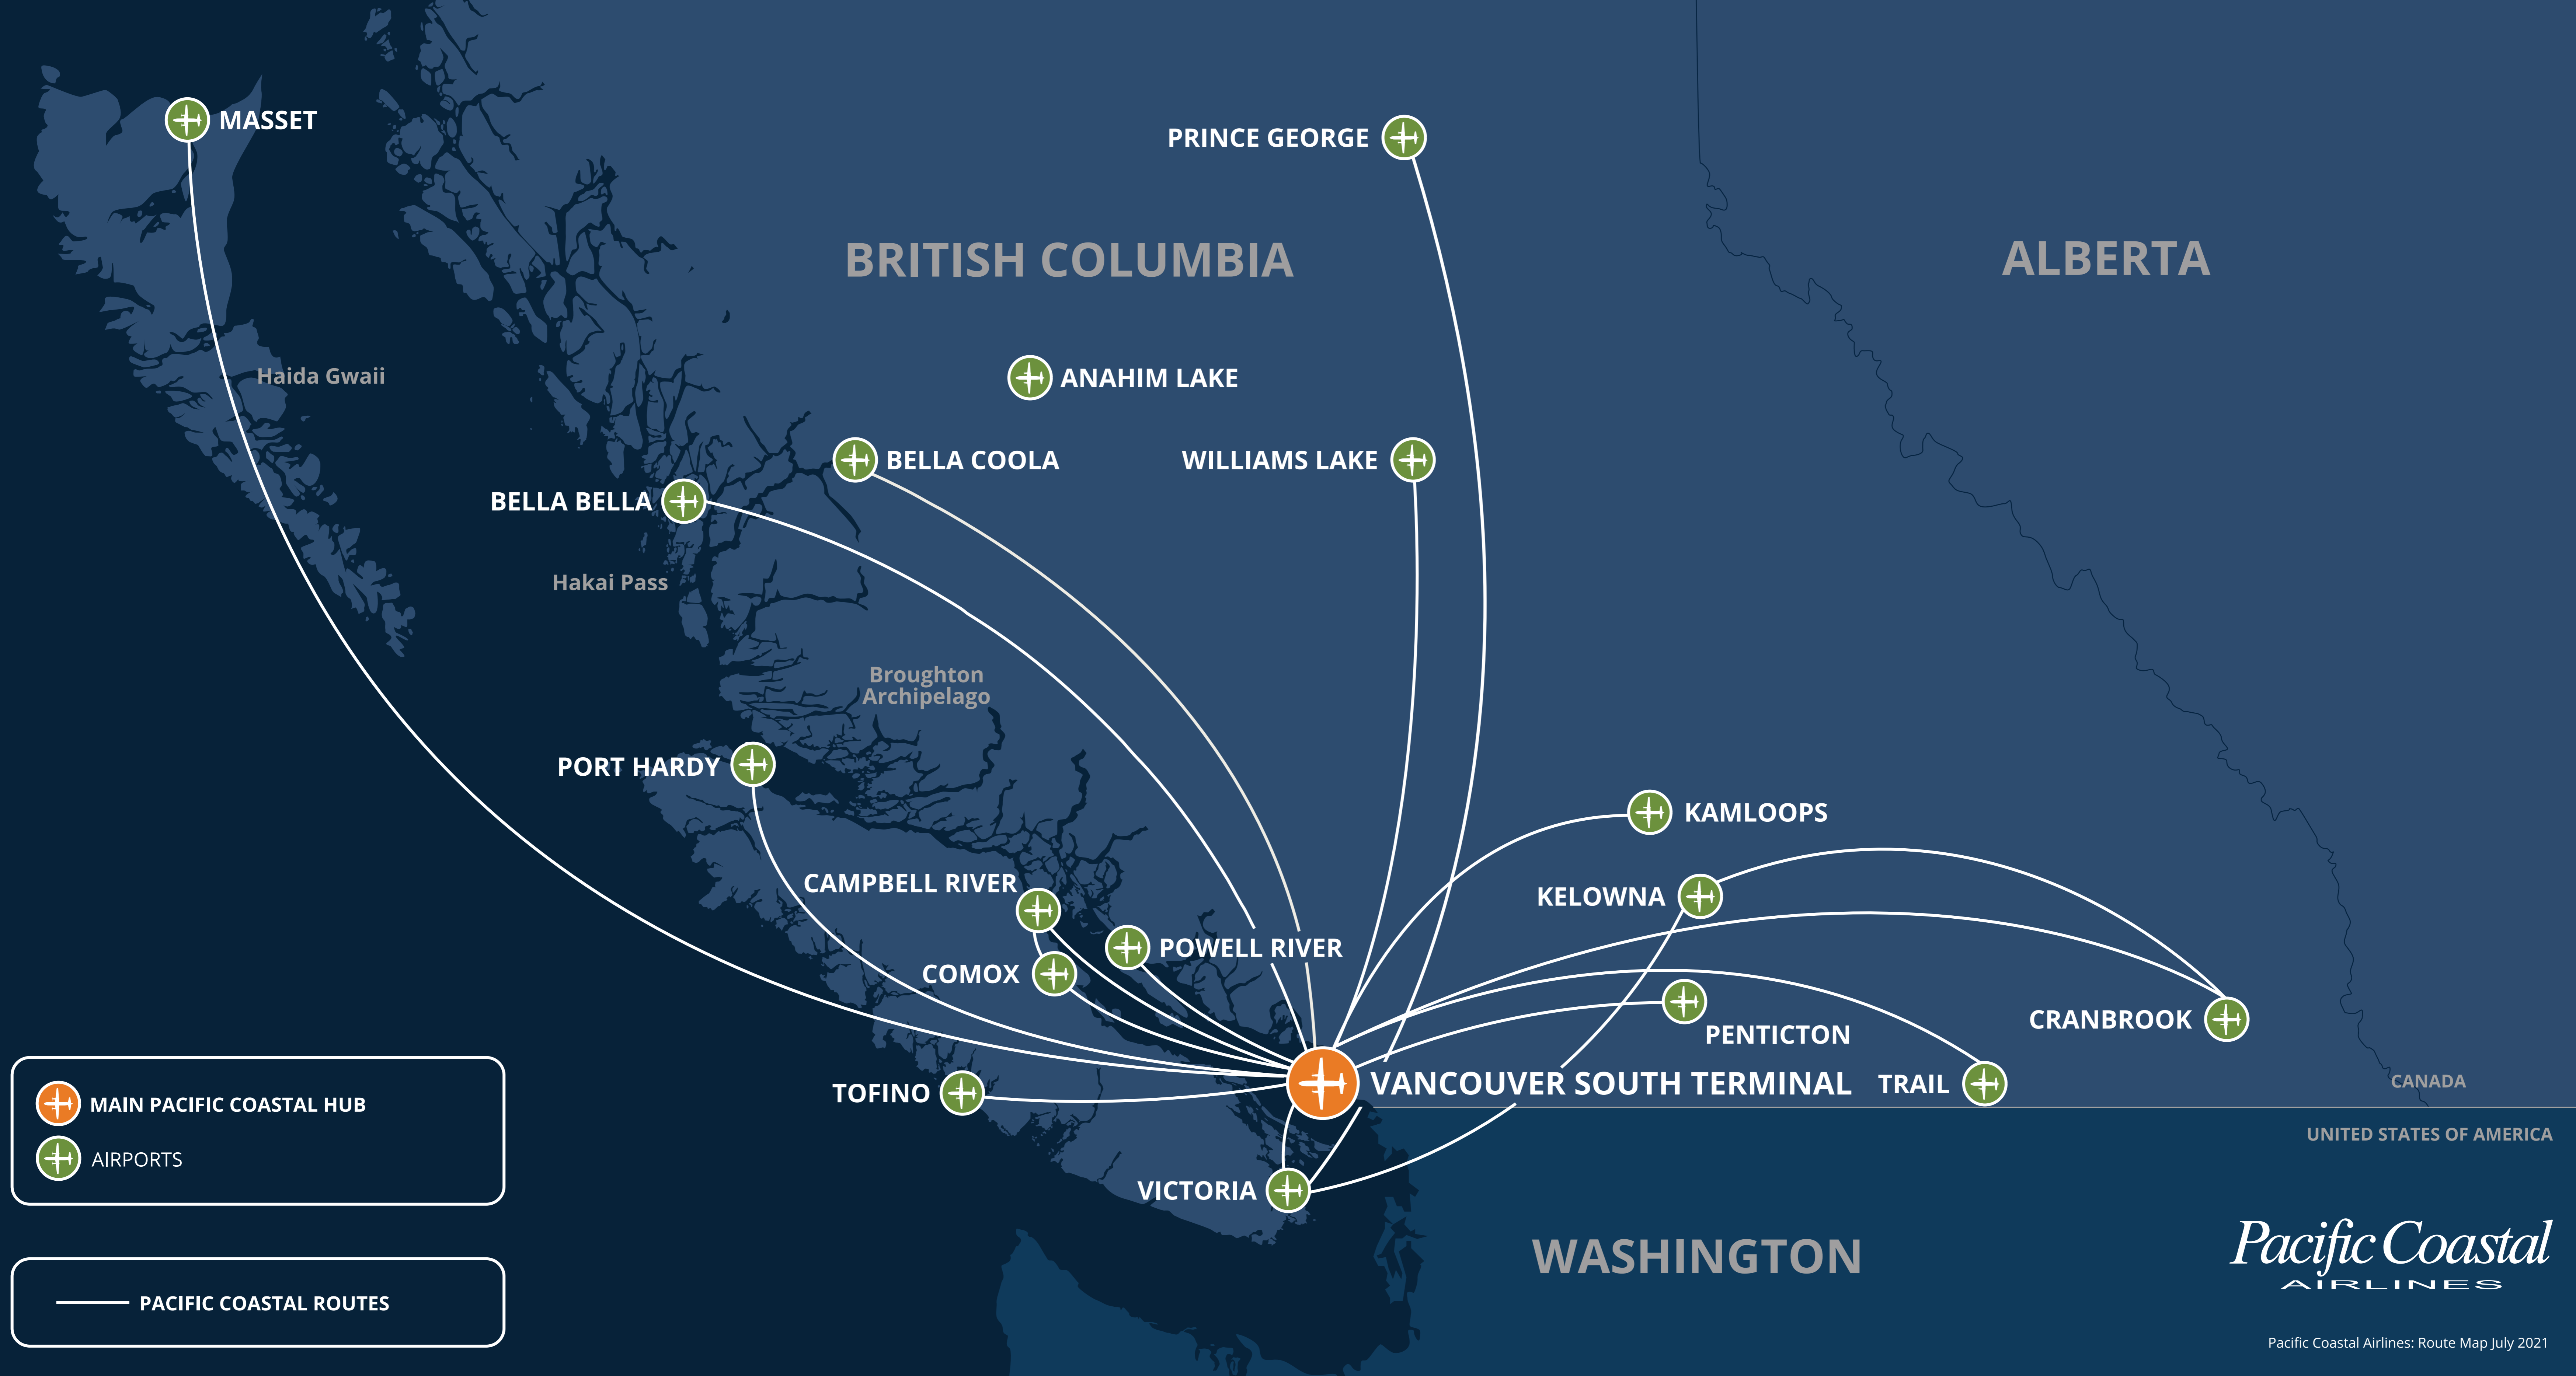 MASSET
PRINCE GEORGE
BRITISH COLUMBIA
ALBERTA
Haida Gwaii
ANAHIM LAKE
BELLA COOLA
WILLIAMS LAKE
BELLA BELLA
Hakai Pass
Broughton
Archipelago
PORT HARDY
KAMLOOPS
CAMPBELL RIVER
KELOWNA
POWELL RIVER
COMOX
CRANBROOK
PENTICTON
VANCOUVER SOUTH TERMINAL
TRAIL
CANADA
TOFINO
MAIN PACIFIC COASTAL HUB
AIRPORTS
UNITED STATES OF AMERICA
VICTORIA
WASHINGTON
Pacific Coastal
AIRLINES
PACIFIC COASTAL ROUTES
Pacific Coastal Airlines: Route Map July 2021